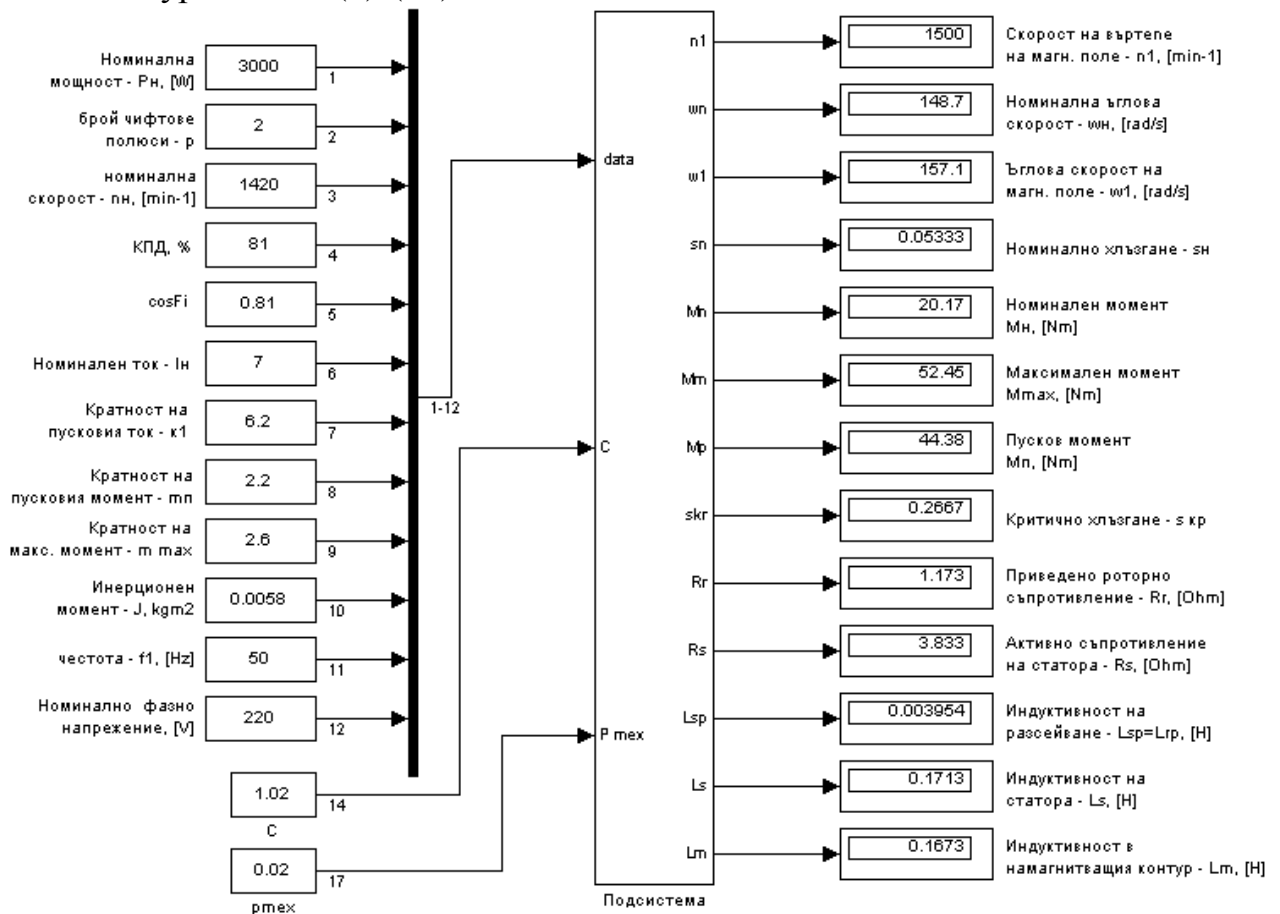 Номинална
мощност - Pн, [W]
3000
1
брой чифтове
полюси - p
2
2
номинална
скорост - nн, [min-1]
1420
3
КПД, %
81
4
cosFi
0.81
5
Номинален ток - Iн
7
6
Кратност на
пусковия ток - к1
6.2
7
Кратност на
пусковия момент - mп
2.2
8
Кратност на
макс. момент - m max
2.6
9
Инерционен
момент - J, kgm2
0.0058
10
честота - f1, [Hz]
50
11
Номинално фазно
напрежение, [V]
220
12
1-12
1.02
14
C
0.02
17
pmex
data
C
P mex
n1
wn
w1
sn
Mn
Mm
Mp
skr
Rr
Rs
Lsp
Ls
Lm
Подсистема
1500
Скорост на въртене
на магн. поле - n1, [min-1]
148.7
Номинална ъглова
скорост - wн, [rad/s]
157.1
Ъглова скорост на
магн. поле - w1, [rad/s]
0.05333
Номинално хлъзгане - sн
20.17
Номинален момент
Mн, [Nm]
52.45
Максимален момент
Mmax, [Nm]
44.38
Пусков момент
Mп, [Nm]
0.2667
Критично хлъзгане - s кр
1.173
Приведено роторно
съпротивление - Rr, [Ohm]
3.833
Активно съпротивление
на статора - Rs, [Ohm]
0.003954
Индуктивност на
разсейване - Lsp=Lrp, [H]
0.1713
Индуктивност на
статора - Ls, [H]
0.1673
Индуктивност в
намагнитващия контур - Lm, [H]